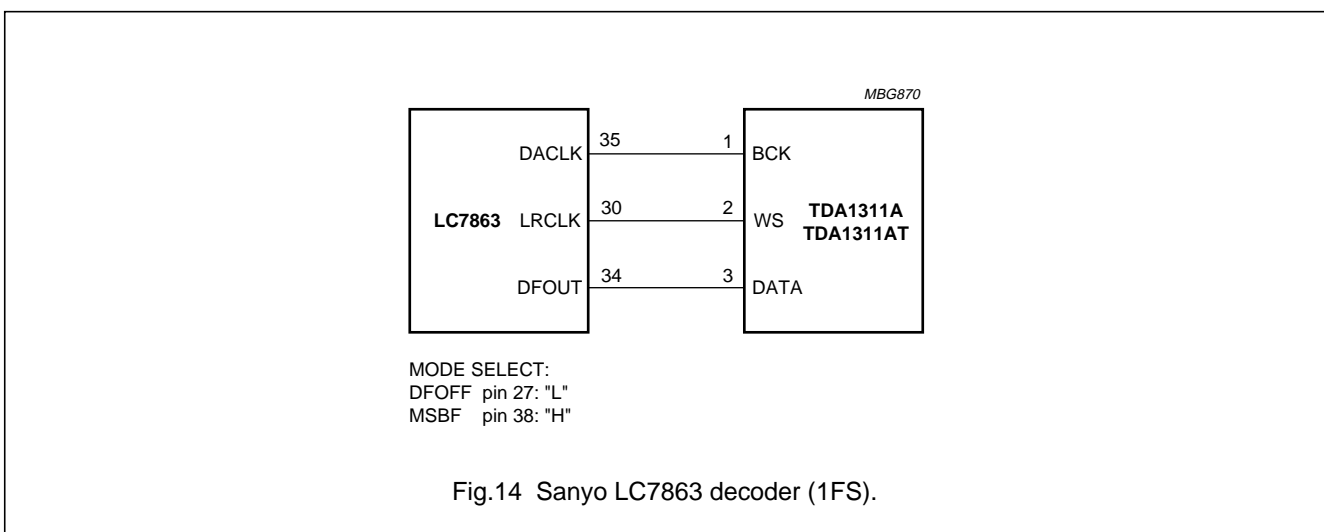 MBG870
DACLK 35 1 BCK
LC7863 LRCLK 30 2 WS TDA1311A
TDA1311AT
DFOUT 34 3 DATA
MODE SELECT:
DFOFF pin 27: "L"
MSBF pin 38: "H"
Fig.14 Sanyo LC7863 decoder (1FS).